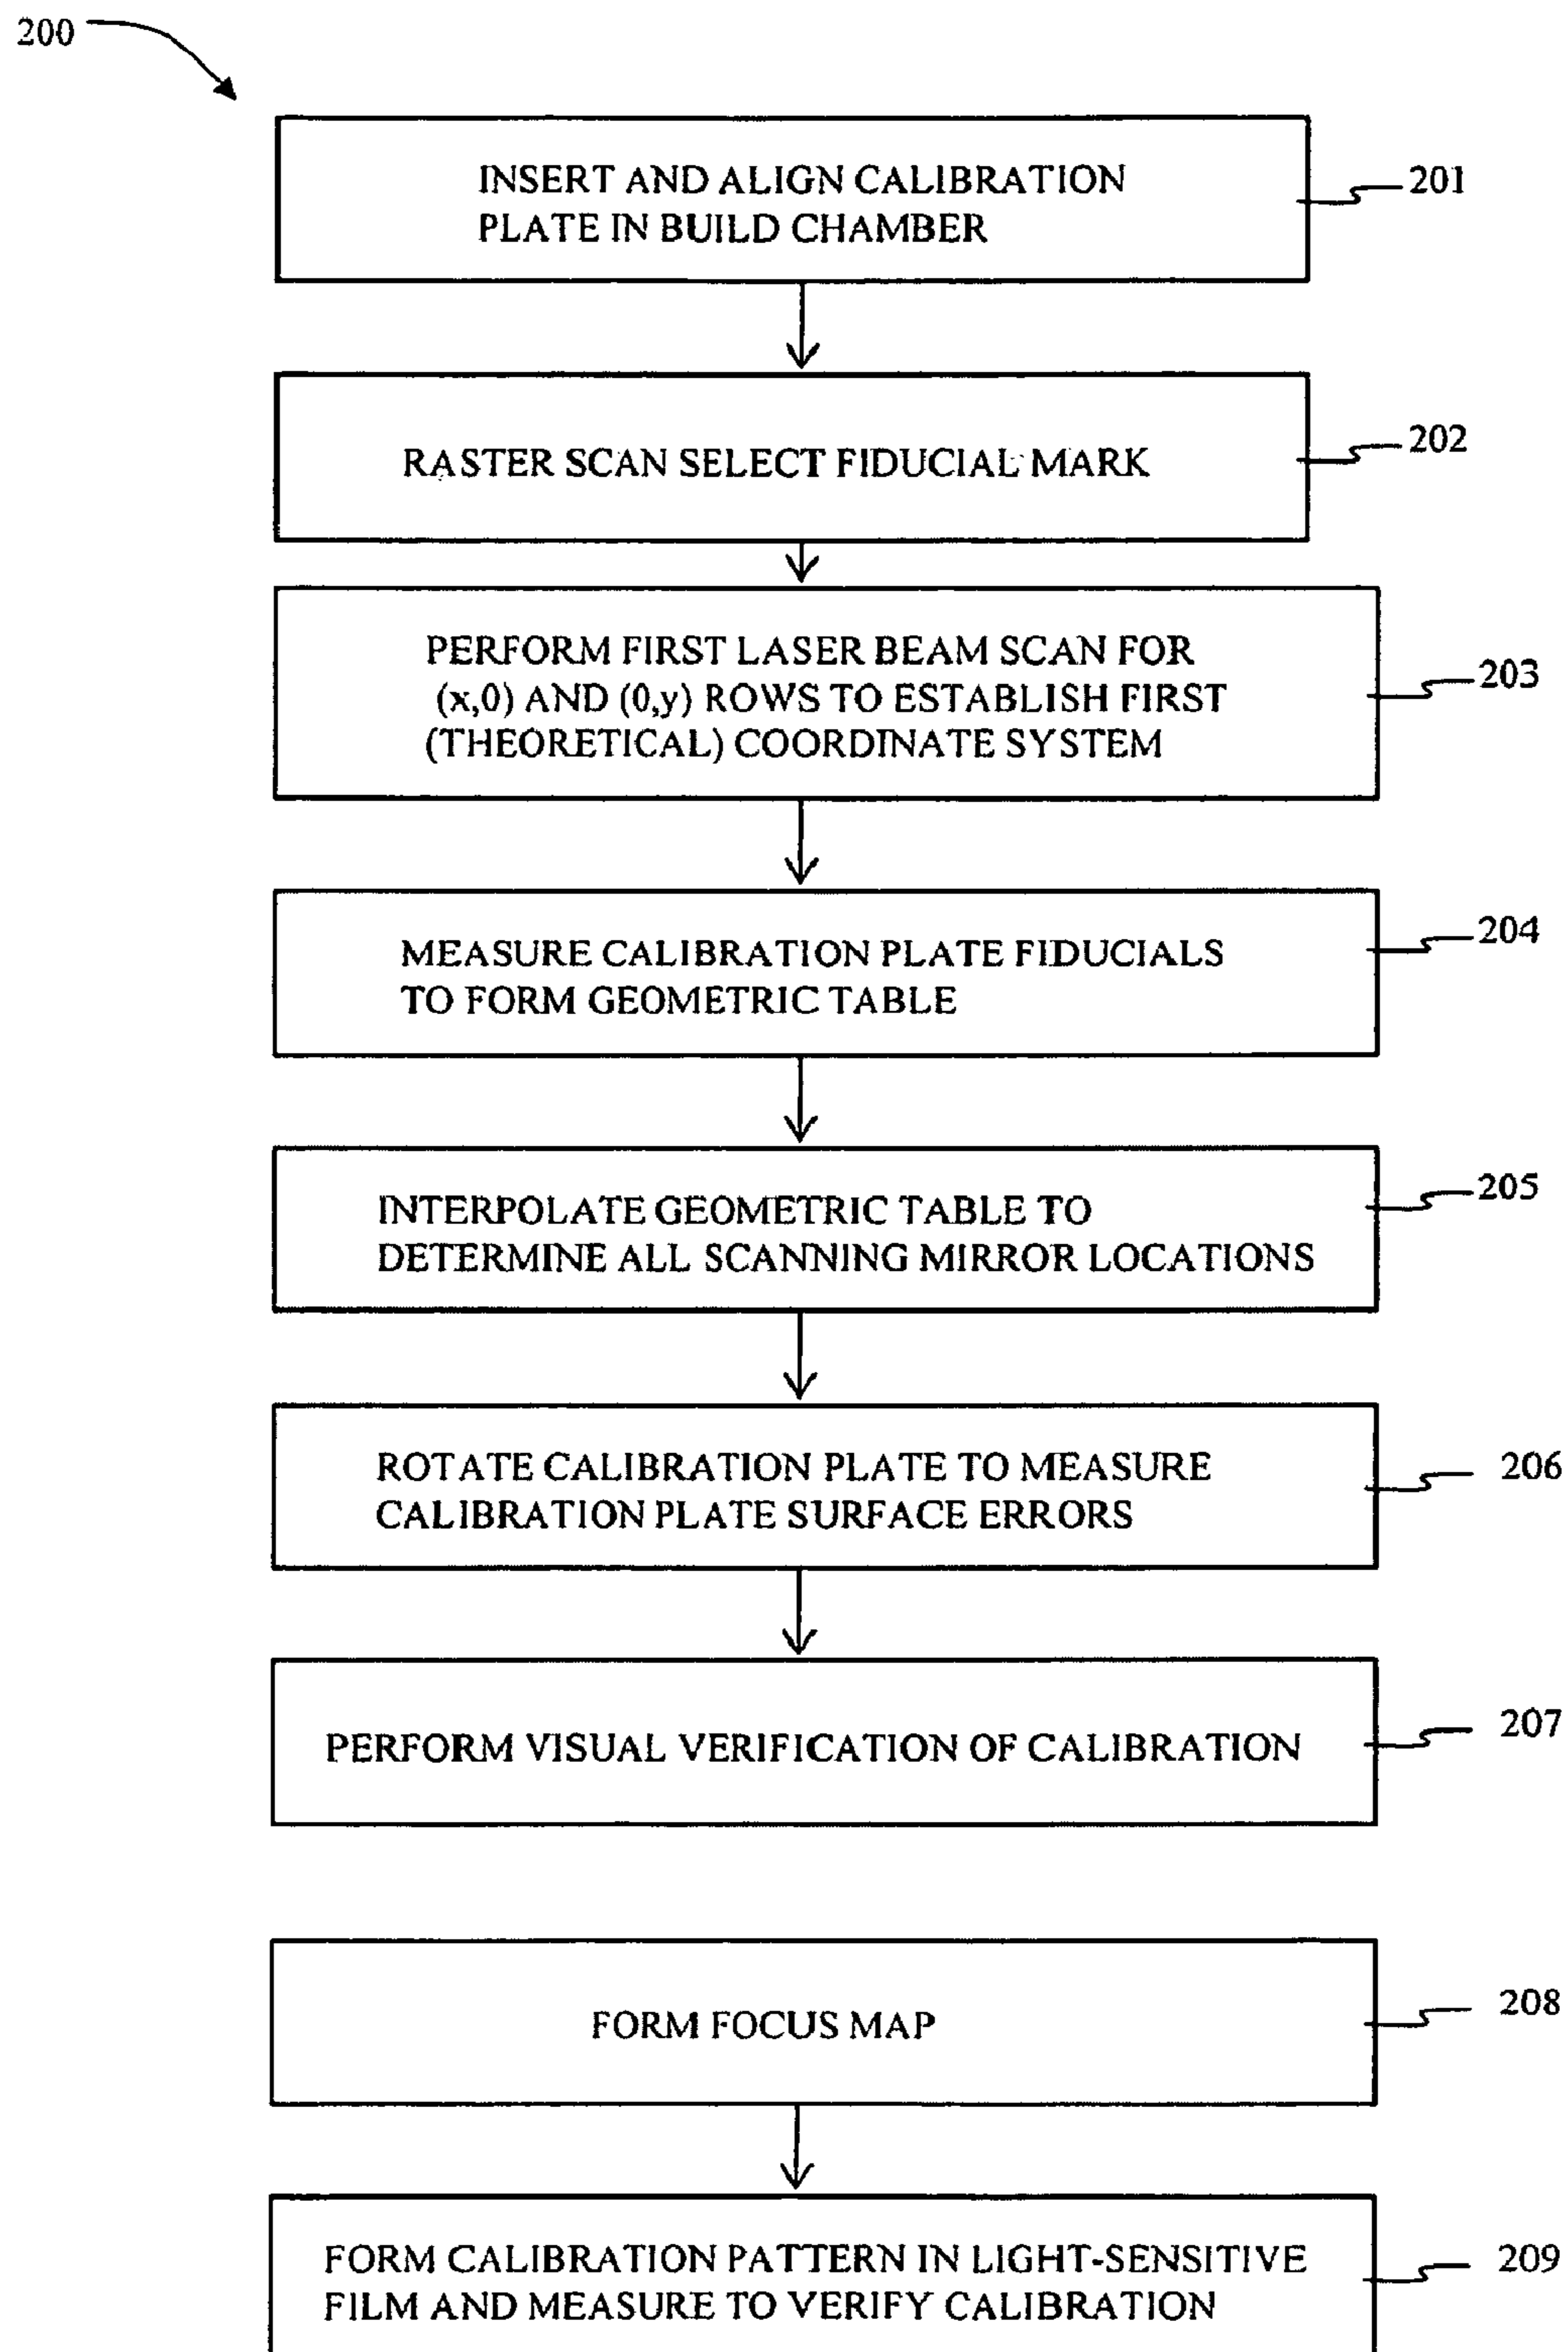 200
INSERT AND ALIGN CALIBRATION
PLATE IN BUILD CHAMBER
201
RASTER SCAN SELECT FIDUCIAL MARK
202
PERFORM FIRST LASER BEAM SCAN FOR
(x,0) AND (0,y) ROWS TO ESTABLISH FIRST
(THEORETICAL) COORDINATE SYSTEM
203
MEASURE CALIBRATION PLATE FIDUCIALS
TO FORM GEOMETRIC TABLE
204
INTERPOLATE GEOMETRIC TABLE TO
DETERMINE ALL SCANNING MIRROR LOCATIONS
205
ROTATE CALIBRATION PLATE TO MEASURE
CALIBRATION PLATE SURFACE ERRORS
206
PERFORM VISUAL VERIFICATION OF CALIBRATION
207
FORM FOCUS MAP
208
FORM CALIBRATION PATTERN IN LIGHT-SENSITIVE
FILM AND MEASURE TO VERIFY CALIBRATION
209